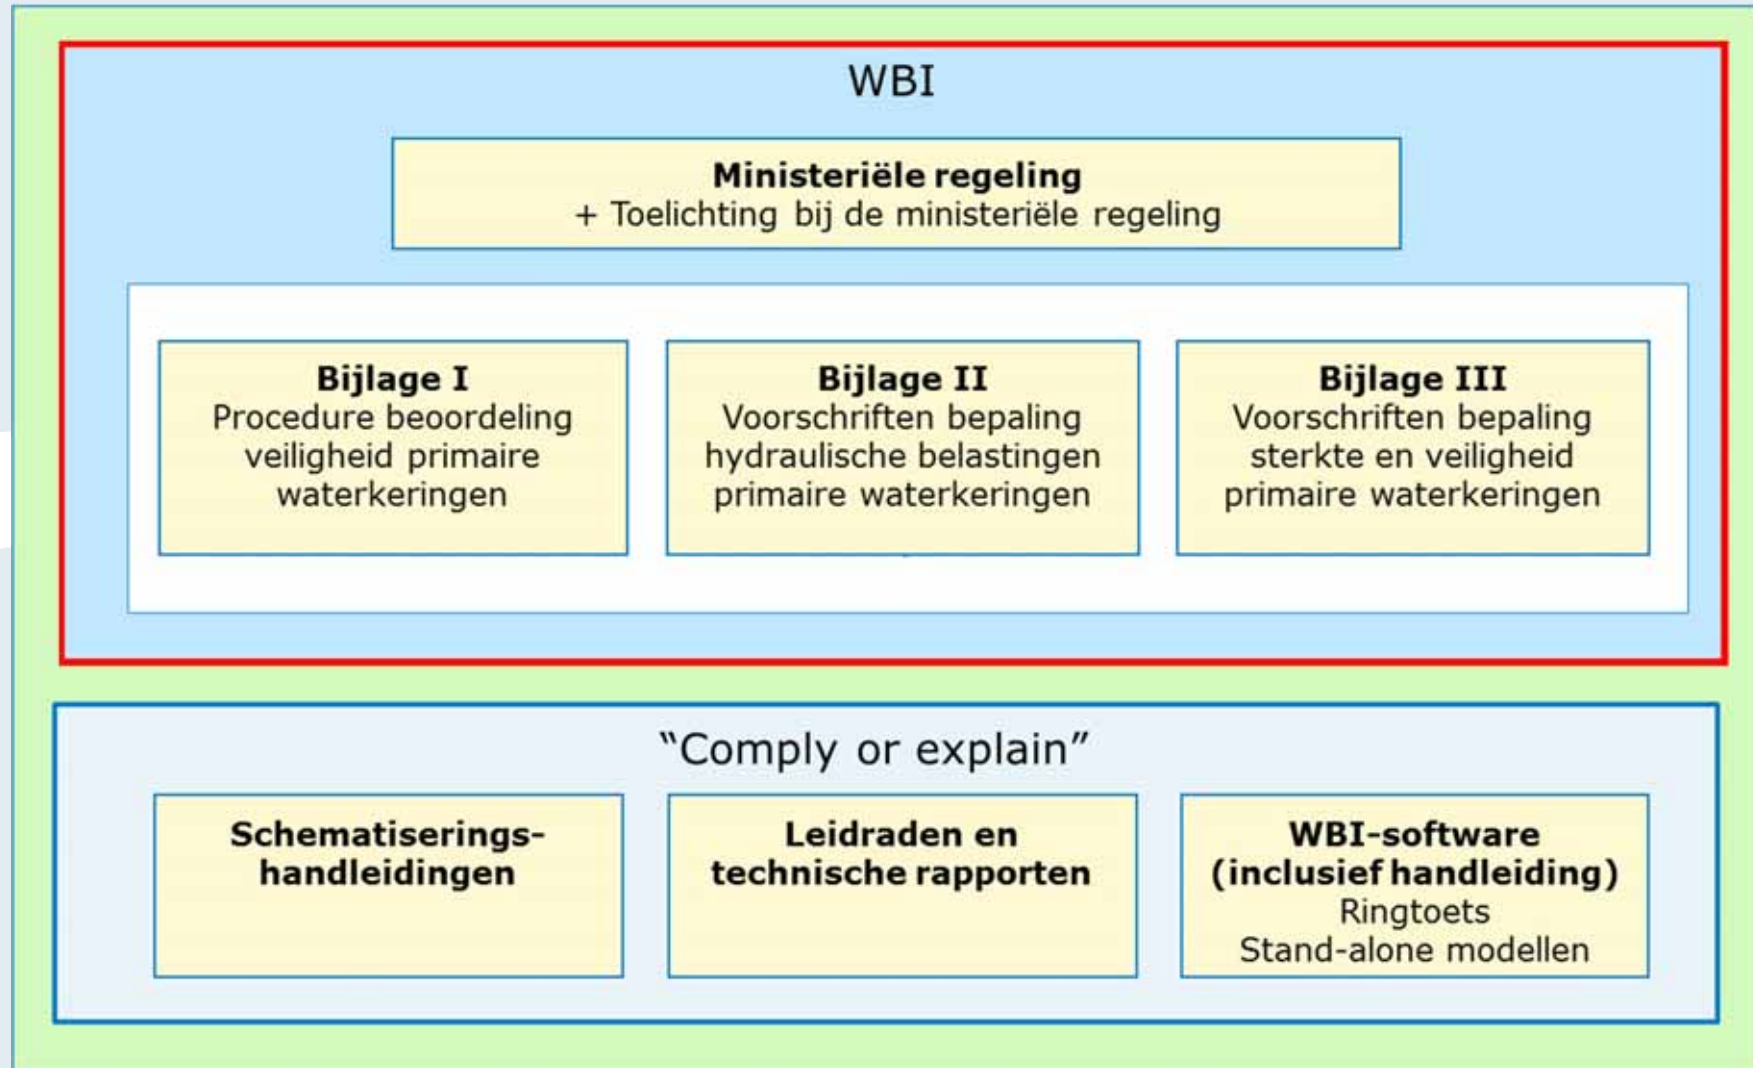 WBI
Ministeriële regeling
+ Toelichting bij de ministeriële regeling
Bijlage I
Procedure beoordeling
veiligheid primaire
waterkeringen
Bijlage II
Voorschriften bepaling
hydraulische belastingen
primaire waterkeringen
Bijlage III
Voorschriften bepaling
sterkte en veiligheid
primaire waterkeringen
“Comply or explain”
Schematiserings-
handleidingen
Leidraden en
technische rapporten
WBI-software
(inclusief handleiding)
Ringtoets
Stand-alone modellen